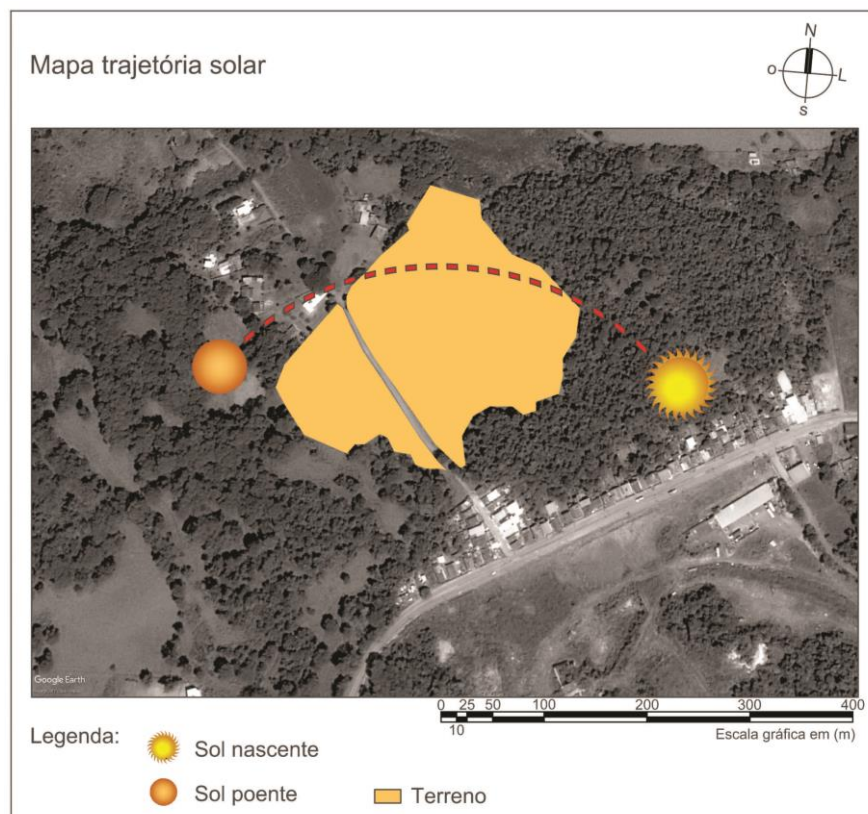 Mapa trajetória solar
N
O
L
S
Google Earth
0 25 50 100 200 300 400
10
Escala gráfica em (m)
Legenda:
Sol nascente
Sol poente
Terreno